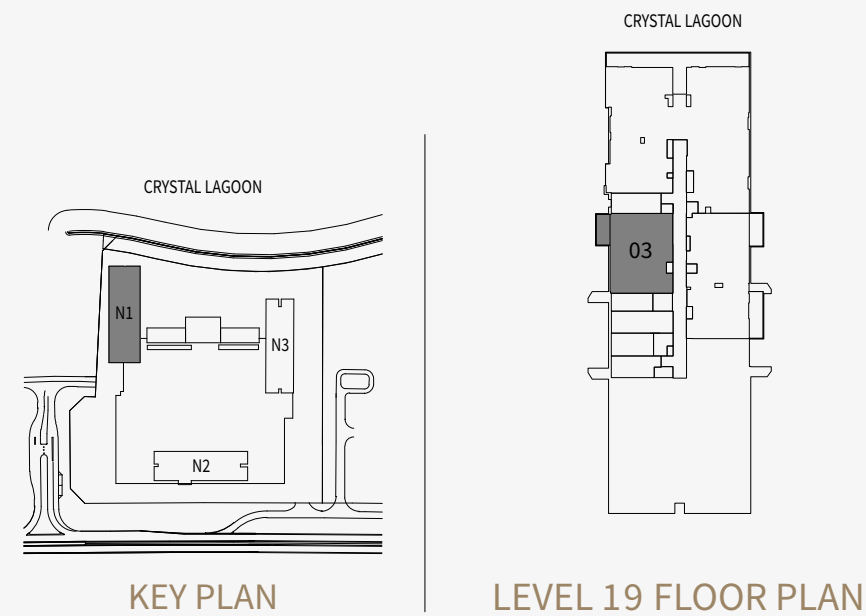 CRYSTAL LAGOON
N1
N3
N2
KEY PLAN
CRYSTAL LAGOON
03
LEVEL 19 FLOOR PLAN